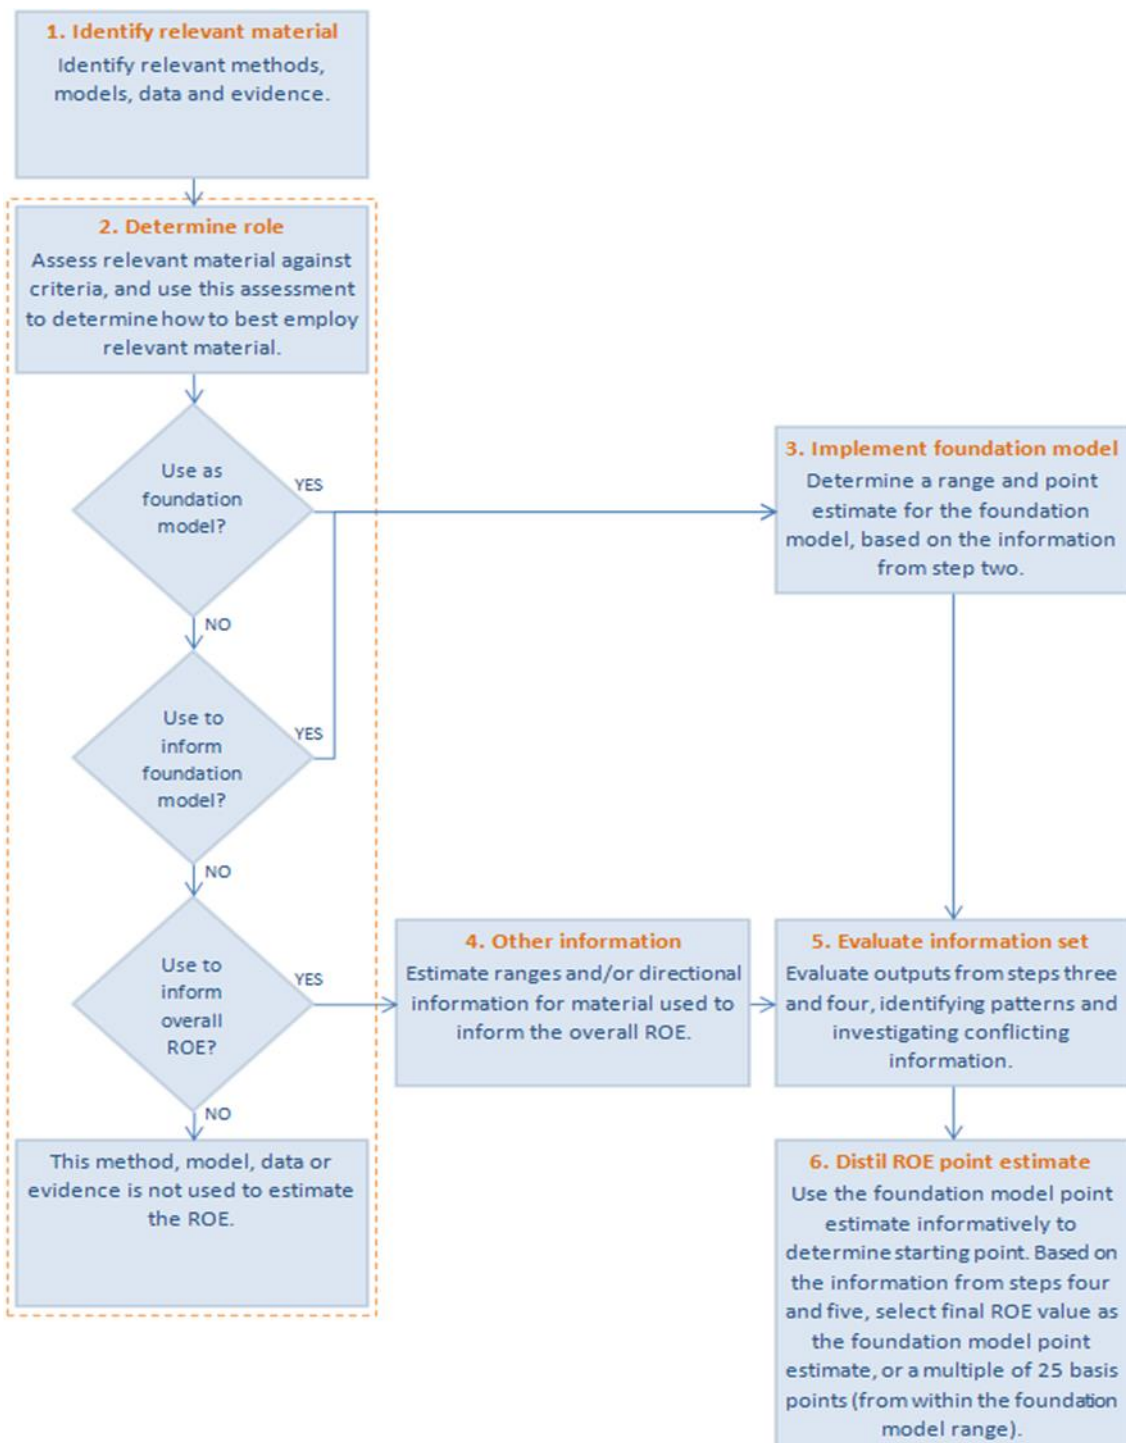 1. Identify relevant material
Identify relevant methods,
models, data and evidence.
2. Determine role
Assess relevant material against
criteria, and use this assessment
to determine how to best employ
relevant material.
Use as
foundation
model?
YES
NO
3. Implement foundation model
Determine a range and point
estimate for the foundation
model, based on the information
from step two.
Use to
inform
foundation
model?
YES
NO
Use to
inform
overall
ROE?
YES
NO
4. Other information
Estimate ranges and/or directional
information for material used to
inform the overall ROE.
5. Evaluate information set
Evaluate outputs from steps three
and four, identifying patterns and
investigating conflicting
information.
This method, model, data or
evidence is not used to estimate
the ROE.
6. Distil ROE point estimate
Use the foundation model point
estimate informatively to
determine starting point. Based on
the information from steps four
and five, select final ROE value as
the foundation model point
estimate, or a multiple of 25 basis
points (from within the foundation
model range).